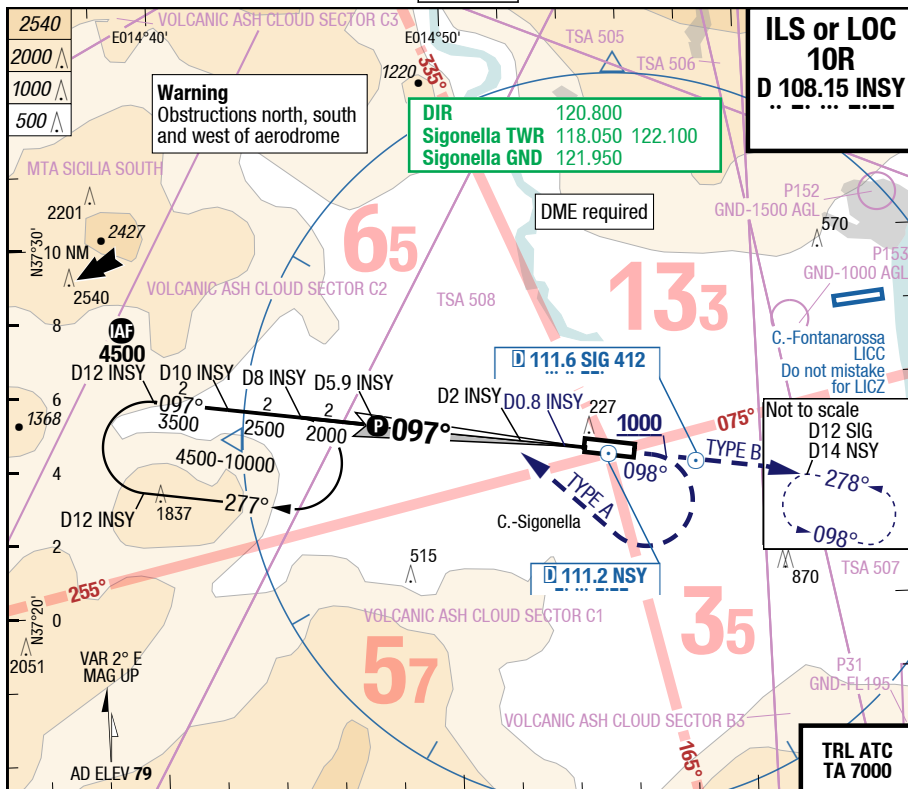 2540
2000
1000
500
E014°40'
VOLCANIC ASH CLOUD SECTOR C3
E014°50'
1220
335°
TSA 505
TSA 506
ILS or LOC
10R
D 108.15 INSY
Warning
Obstructions north, south
and west of aerodrome
DIR 120.800
Sigonella TWR 118.050 122.100
Sigonella GND 121.950
MTA SICILIA SOUTH
2201
2427
N37°30'
10 NM
2540
DME required
P152
GND-1500 AGL
570
P153
GND-1000 AGL
65
VOLCANIC ASH CLOUD SECTOR C2
TSA 508
133
8
IAF
4500
D12 INSY
D10 INSY
D8 INSY
D5.9 INSY
D 111.6 SIG 412
C.-Fontanarossa
LICC
Do not mistake
for LICZ
6
2
2
2
097°
3500
2500
2000
P
097°
D2 INSY
D0.8 INSY
227
1000
075°
1368
Not to scale
D12 SIG
D14 NSY
278°
098°
4
4500-10000
098°
TYPE B
TYPE A
D12 INSY
1837
277°
C.-Sigonella
2
515
D 111.2 NSY
870
TSA 507
255°
N37°20'
0
VOLCANIC ASH CLOUD SECTOR C1
35
2051
VAR 2° E
MAG UP
57
P31
GND-FL195
VOLCANIC ASH CLOUD SECTOR B3
165°
AD ELEV 79
TRL ATC
TA 7000